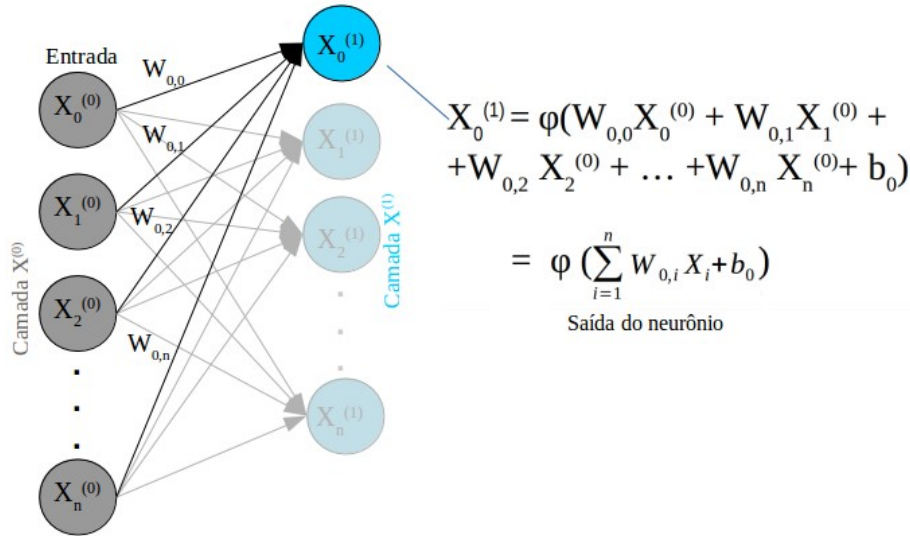 Entrada
X₀⁽⁰⁾
X₁⁽⁰⁾
X₂⁽⁰⁾
.
.
.
Xₙ⁽⁰⁾
Camada X⁽⁰⁾
W₀,₀
W₀,₁
W₀,₂
W₀,ₙ
X₀⁽¹⁾
X₁⁽¹⁾
X₂⁽¹⁾
.
.
.
Xₙ⁽¹⁾
Camada X⁽¹⁾
X₀⁽¹⁾ = φ(W₀,₀X₀⁽⁰⁾ + W₀,₁X₁⁽⁰⁾ +
+W₀,₂ X₂⁽⁰⁾ + ... +W₀,ₙ Xₙ⁽⁰⁾+ b₀)
= φ (∑ᵢ₌₁ⁿ W₀,ᵢ Xᵢ+b₀)
Saída do neurônio